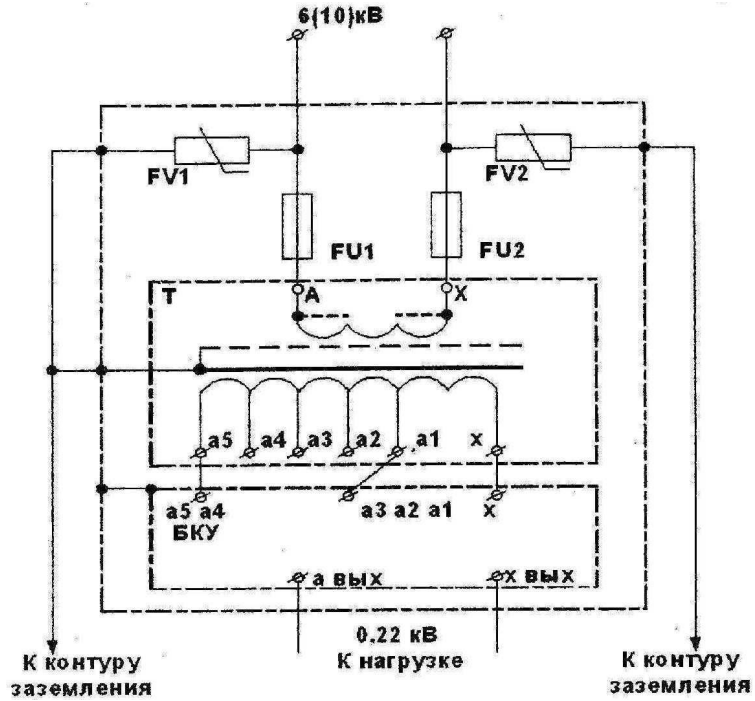 6(10)кВ
FV1
FV2
FU1
FU2
T
A
X
a5 a4 a3 a2 a1 x
a5 a4
a3 a2 a1
x
БКУ
а вых
х вых
0.22 кВ
К нагрузке
К контуру
заземления
К контуру
заземления